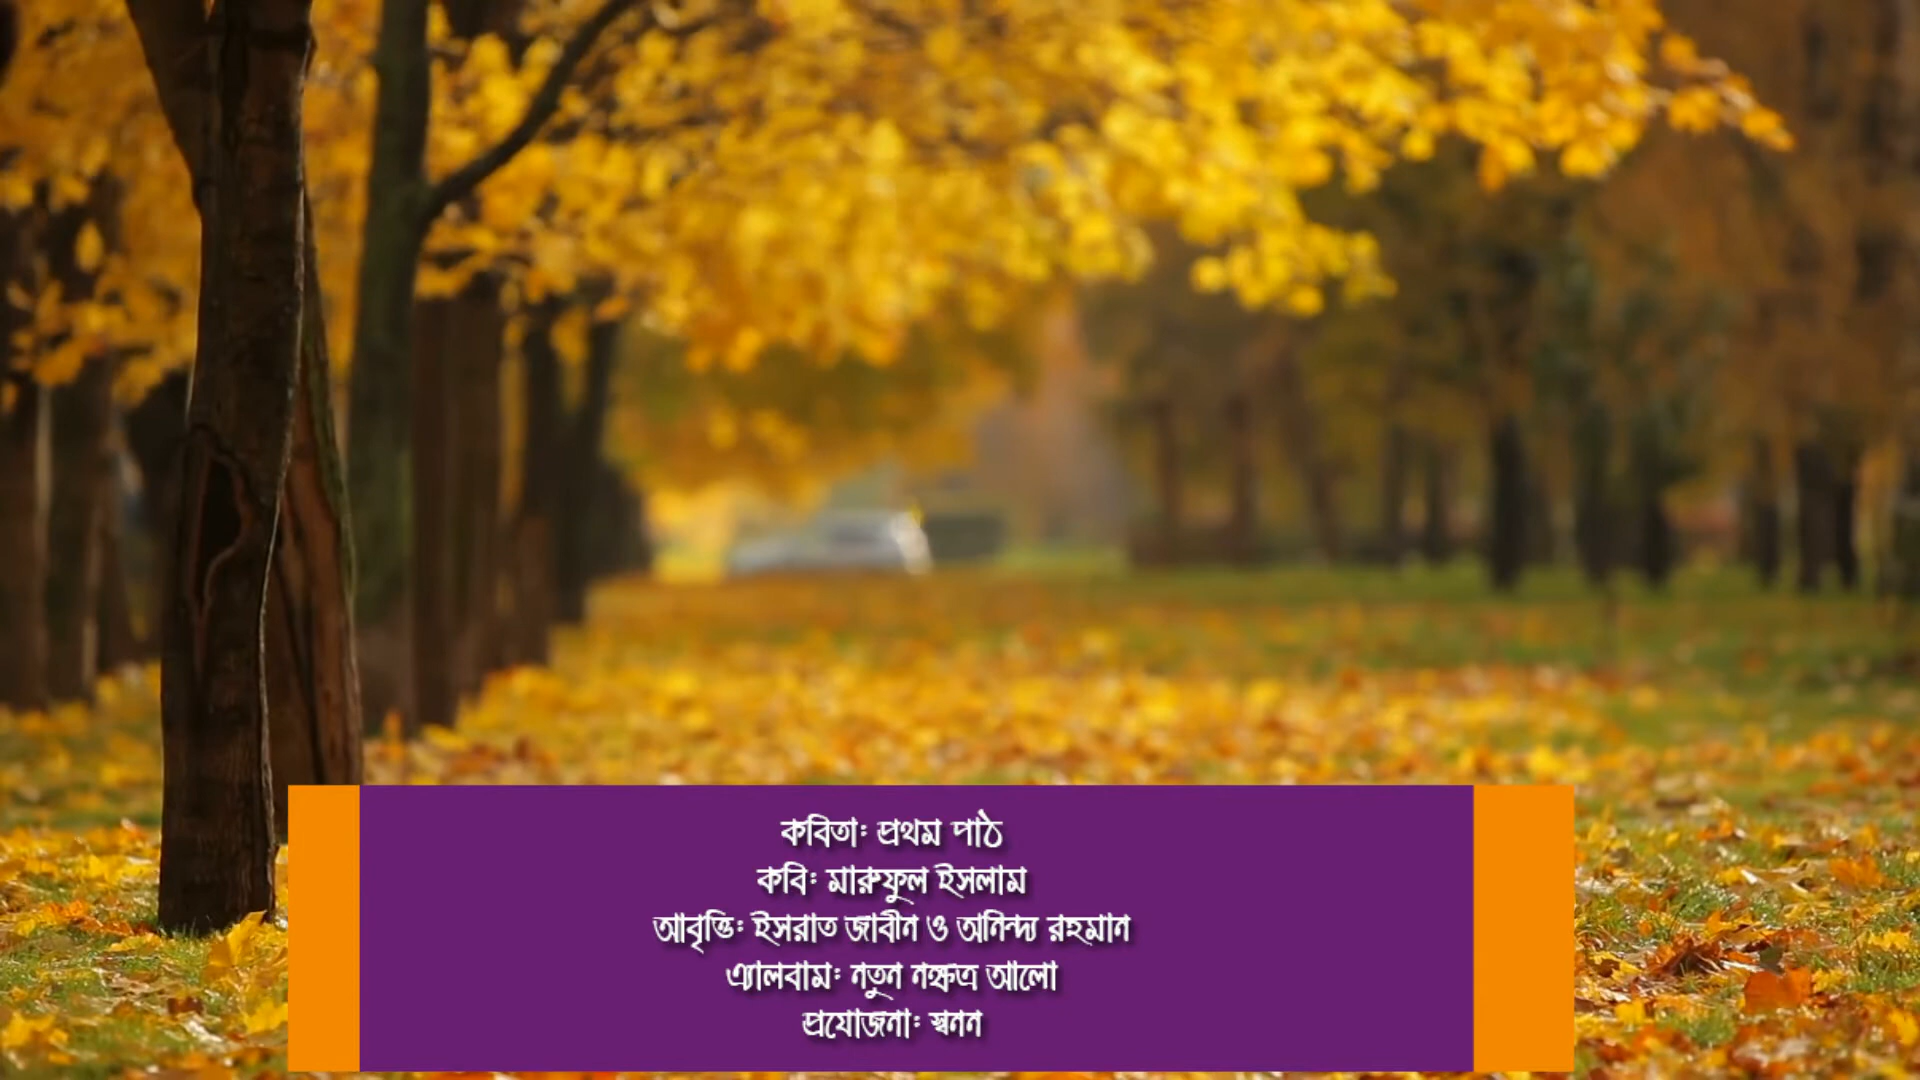 কবিতা: প্রথম পাঠ
কবি: মারুফুল ইসলাম
আবৃত্তি: ইসরাত জাবীন ও অনিন্দ্য রহমান
এ্যালবাম: নতুন নক্ষত্র আলো
প্রযোজনা: স্বনন